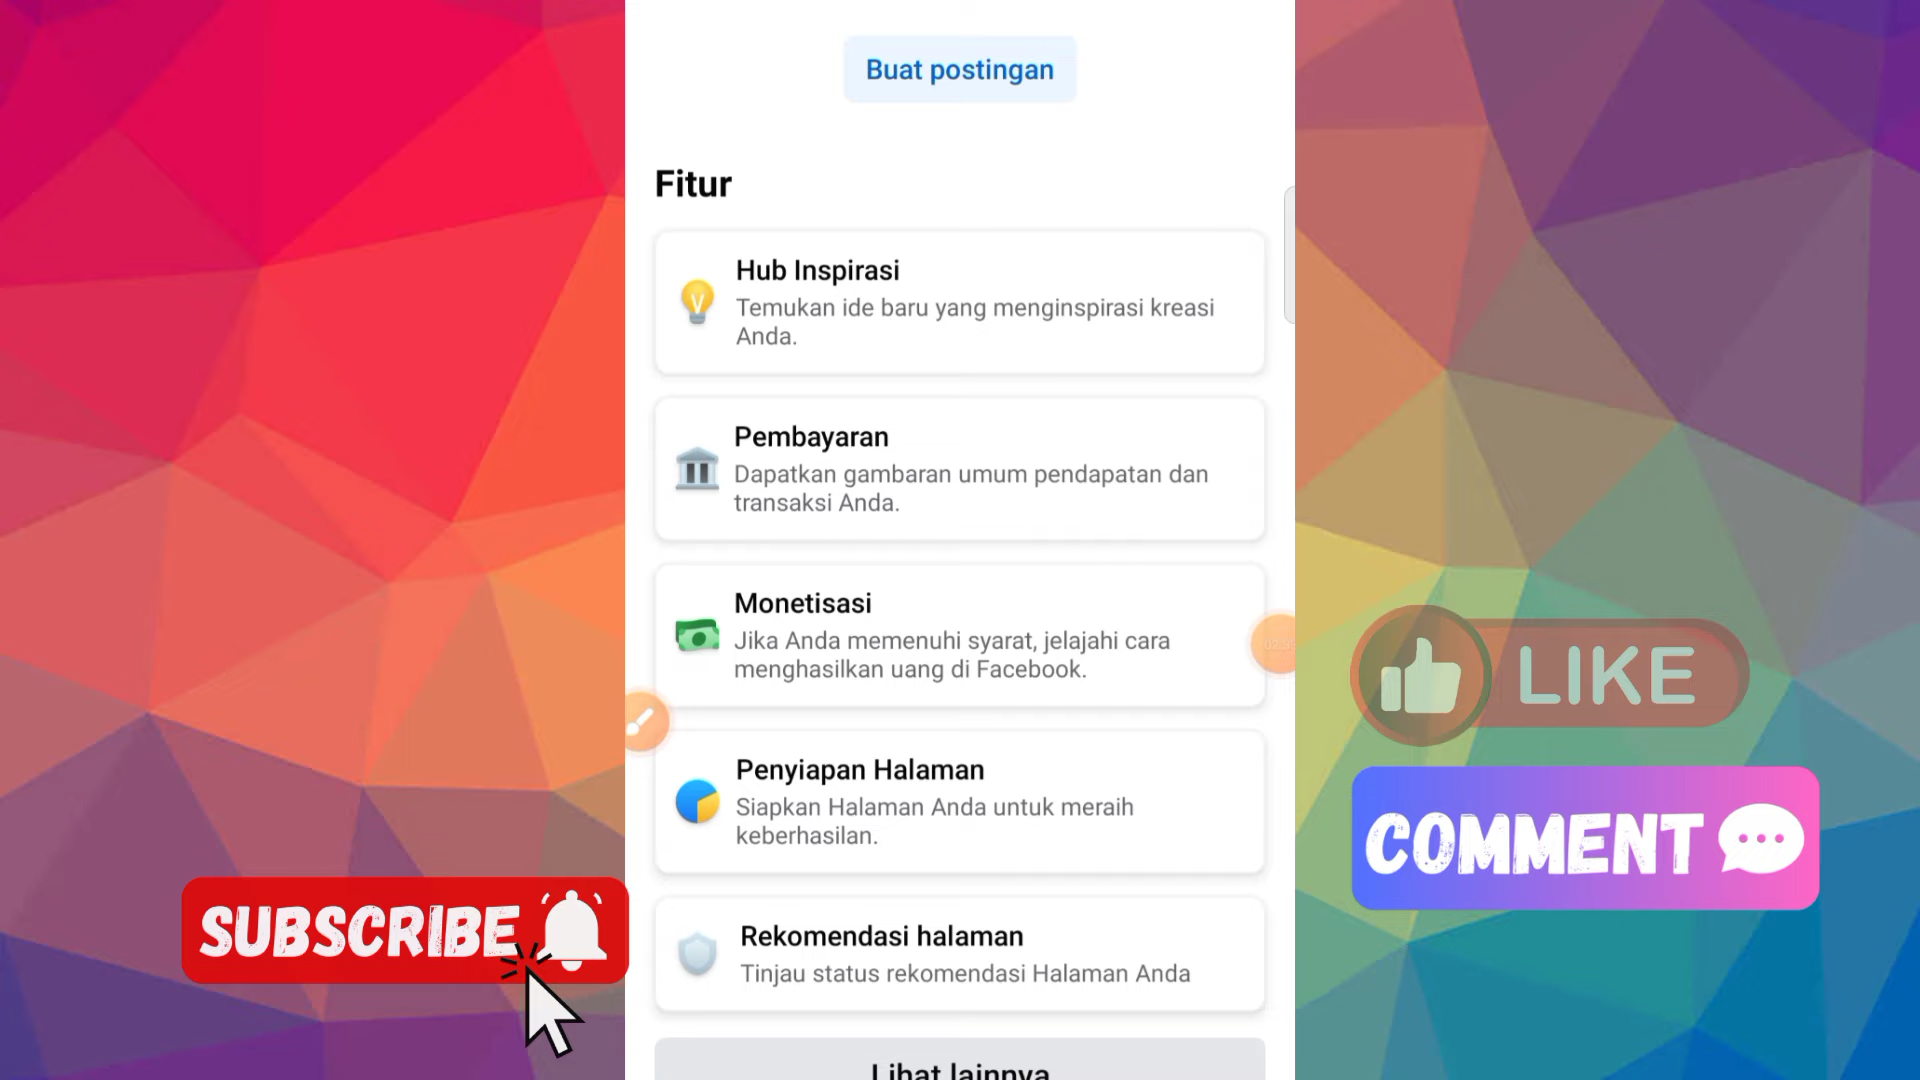 Buat postingan
Fitur
Hub Inspirasi
Temukan ide baru yang menginspirasi kreasi
Anda.
Pembayaran
Dapatkan gambaran umum pendapatan dan
transaksi Anda.
Monetisasi
Jika Anda memenuhi syarat, jelajahi cara
menghasilkan uang di Facebook.
Penyiapan Halaman
Siapkan Halaman Anda untuk meraih
keberhasilan.
Rekomendasi halaman
Tinjau status rekomendasi Halaman Anda
Lihat lainnya
SUBSCRIBE
LIKE
COMMENT